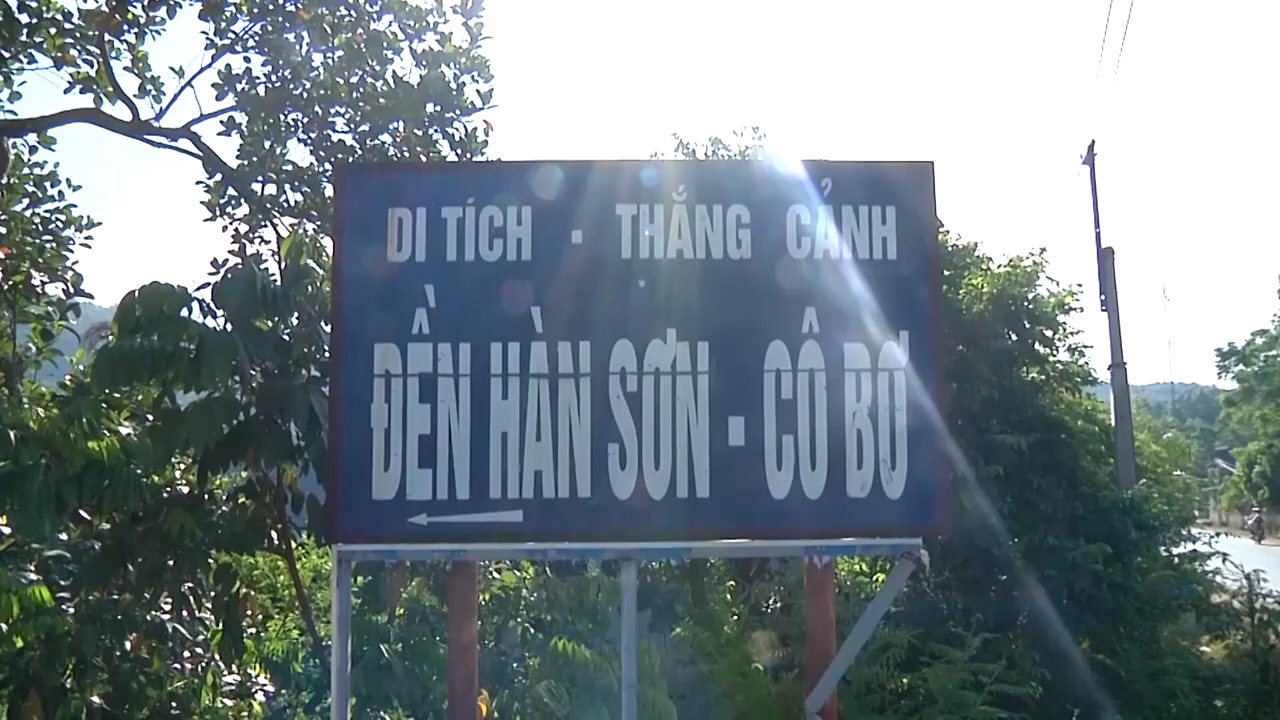 DI TÍCH - THẮNG CẢNH
ĐỀN HÀN SƠN - CÔ BƠ